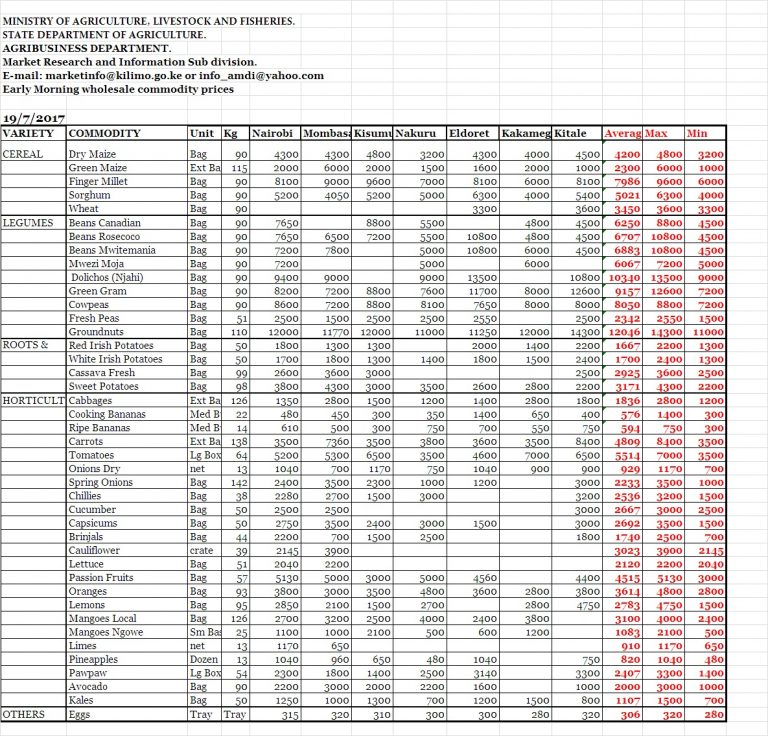 MINISTRY OF AGRICULTURE, LIVESTOCK AND FISHERIES.
STATE DEPARTMENT OF AGRICULTURE.
AGRIBUSINESS DEPARTMENT.
Market Research and Information Sub division.
E-mail: marketinfo@kilimo.go.ke or info_amdi@yahoo.com
Early Morning wholesale commodity prices
19/7/2017
VARIETY COMMODITY Unit Kg Nairobi Mombasa Kisumu Nakuru Eldoret Kakameg Kitale Averag Max Min
CEREAL Dry Maize Bag 90 4300 4300 4800 3200 4300 4000 4500 4200 4800 3200
Green Maize Ext Ba 115 2000 6000 2000 1500 1600 2000 1000 2300 6000 1000
Finger Millet Bag 90 8100 9000 9600 7000 8100 6000 8100 7986 9600 6000
Sorghum Bag 90 5200 4050 5200 5000 6300 4000 5400 5021 6300 4000
Wheat Bag 90 3300 3600 3450 3600 3300
LEGUMES Beans Canadian Bag 90 7650 8800 5500 4800 4500 6250 8800 4500
Beans Rosecoco Bag 90 7650 6500 7200 5500 10800 4800 4500 6707 10800 4500
Beans Mwitemania Bag 90 7200 7800 5000 10800 6000 4500 6883 10800 4500
Mwezi Moja Bag 90 7200 5000 6000 6067 7200 5000
Dolichos (Njahi) Bag 90 9400 9000 9000 13500 10800 10340 13500 9000
Green Gram Bag 90 8200 7200 8800 7600 11700 8000 12600 9157 12600 7200
Cowpeas Bag 90 8600 7200 8800 8100 7650 8000 8000 8050 8800 7200
Fresh Peas Bag 51 2500 1500 2500 2500 2550 2500 2342 2550 1500
Groundnuts Bag 110 12000 11770 12000 11000 11250 12000 14300 12046 14300 11000
ROOTS & Red Irish Potatoes Bag 50 1800 1300 1300 2000 1400 2200 1667 2200 1300
White Irish Potatoes Bag 50 1700 1800 1300 1400 1800 1500 2400 1700 2400 1300
Cassava Fresh Bag 99 2600 3600 3000 2500 2925 3600 2500
Sweet Potatoes Bag 98 3800 4300 3000 3500 2600 2800 2200 3171 4300 2200
HORTICULT Cabbages Ext Ba 126 1350 2800 1500 1200 1400 2800 1800 1836 2800 1200
Cooking Bananas Med B 22 480 450 300 350 1400 650 400 576 1400 300
Ripe Bananas Med B 14 610 500 300 750 700 550 750 594 750 300
Carrots Ext Ba 138 3500 7360 3500 3800 3600 3500 8400 4809 8400 3500
Tomatoes Lg Box 64 5200 5300 6500 3500 4600 7000 6500 5514 7000 3500
Onions Dry net 13 1040 700 1170 750 1040 900 900 929 1170 700
Spring Onions Bag 142 2400 3500 2300 1000 1200 3000 2233 3500 1000
Chillies Bag 38 2280 2700 1500 3000 3200 2536 3200 1500
Cucumber Bag 50 2500 2500 3000 2667 3000 2500
Capsicums Bag 50 2750 3500 2400 3000 1500 3000 2692 3500 1500
Brinjals Bag 44 2200 700 1500 2500 1800 1740 2500 700
Cauliflower crate 39 2145 3900 3023 3900 2145
Lettuce Bag 51 2040 2200 2120 2200 2040
Passion Fruits Bag 57 5130 5000 3000 5000 4560 4400 4515 5130 3000
Oranges Bag 93 3800 3000 3500 4800 3600 2800 3800 3614 4800 2800
Lemons Bag 95 2850 2100 1500 2700 2800 4750 2783 4750 1500
Mangoes Local Bag 126 2700 3200 2500 4000 2400 3800 3100 4000 2400
Mangoes Ngowe Sm Bas 25 1100 1000 2100 500 600 1200 1083 2100 500
Limes net 13 1170 650 910 1170 650
Pineapples Dozen 13 1040 960 650 480 1040 750 820 1040 480
Pawpaw Lg Box 54 2300 1800 1400 2500 3140 3300 2407 3300 1400
Avocado Bag 90 2200 3000 2000 2200 1600 1000 2000 3000 1000
Kales Bag 50 1250 1000 1300 700 1200 1500 800 1107 1500 700
OTHERS Eggs Tray Tray 315 320 310 300 300 280 320 306 320 280